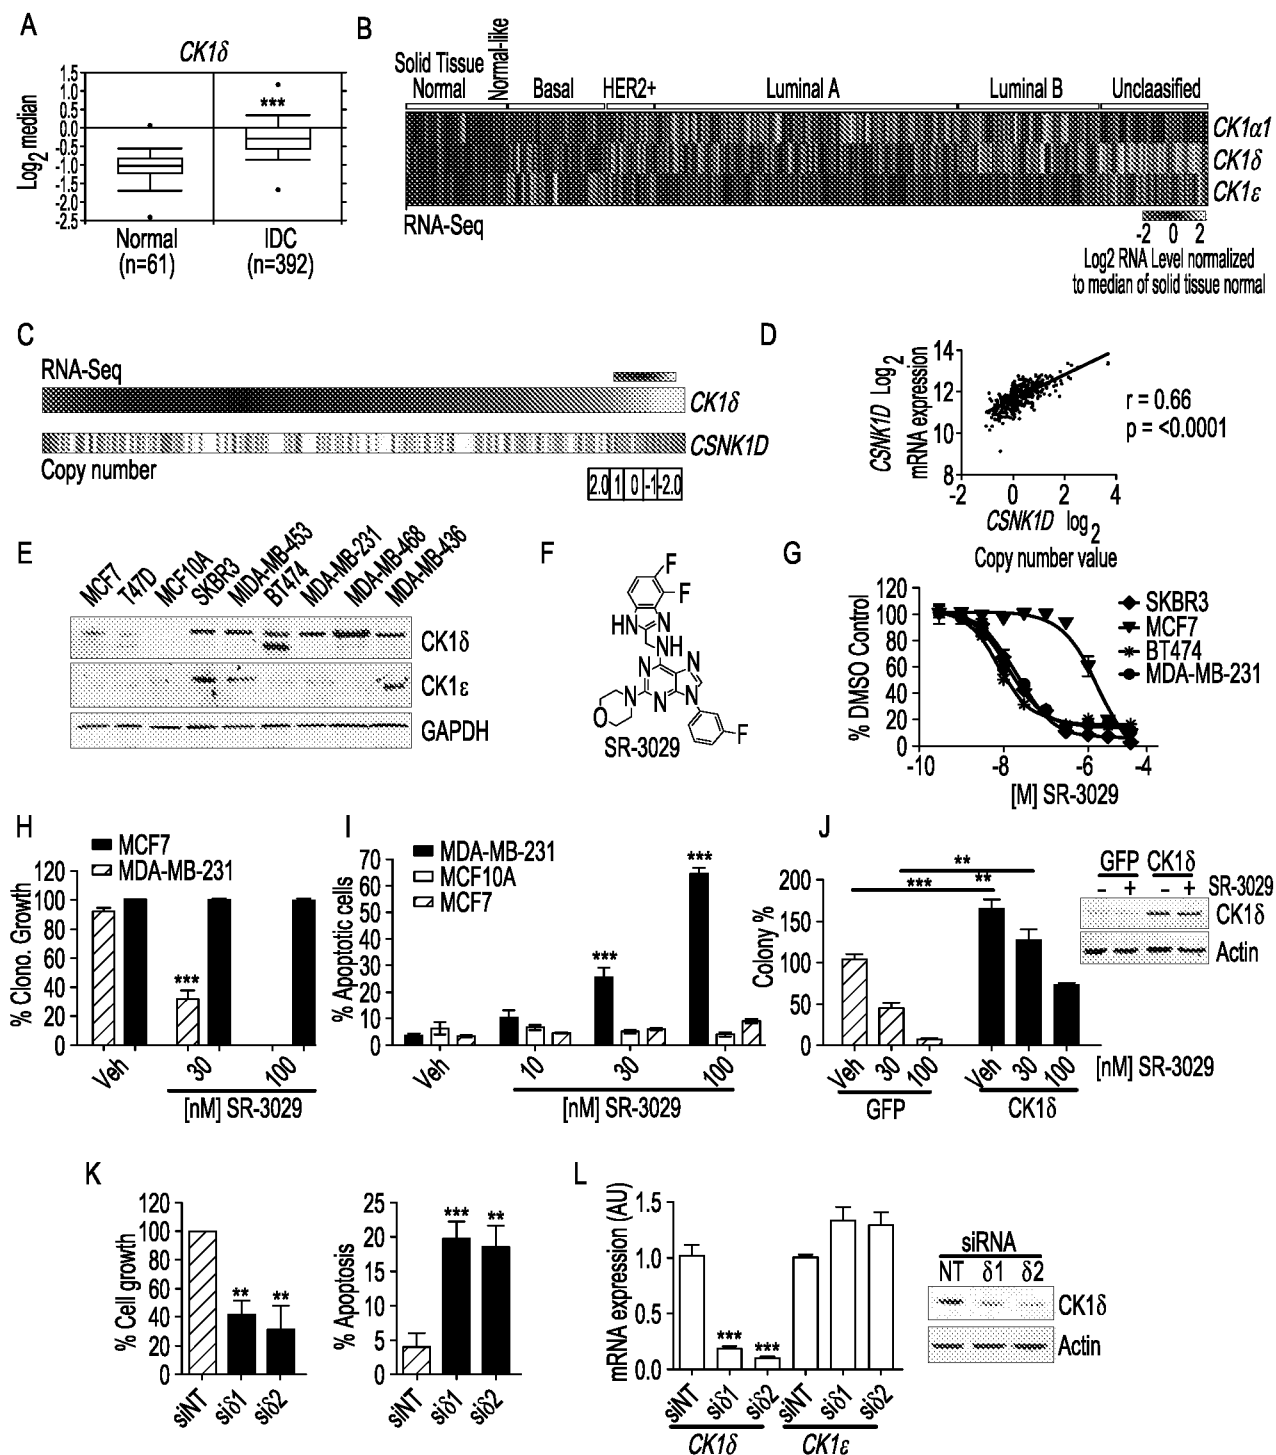 A
CK1δ
Log2 median
1.5
1.0
0.5
0.0
-0.5
-1.0
-1.5
-2.0
-2.5
***
Normal
(n=61)
IDC
(n=392)
B
Solid Tissue
Normal
Normal-like
Basal
HER2+
Luminal A
Luminal B
Unclaasified
CK1α1
CK1δ
CK1ε
RNA-Seq
-2 0 2
Log2 RNA Level normalized
to median of solid tissue normal
C
RNA-Seq
CK1δ
CSNK1D
Copy number
2.0 1 0 -1 -2.0
D
CSNK1D Log2
mRNA expression
14
12
10
8
-2 0 2 4
CSNK1D log2
Copy number value
r = 0.66
p = <0.0001
E
MCF7
T47D
MCF10A
SKBR3
MDA-MB-453
BT474
MDA-MB-231
MDA-MB-468
MDA-MB-436
CK1δ
CK1ε
GAPDH
F
F
F
HN
N
NH
N
N
N
N
N
N
O
F
SR-3029
G
% DMSO Control
120
100
80
60
40
20
0
-10 -8 -6 -4
[M] SR-3029
SKBR3
MCF7
BT474
MDA-MB-231
H
MCF7
MDA-MB-231
% Clono. Growth
120
100
80
60
40
20
0
***
Veh 30 100
[nM] SR-3029
I
MDA-MB-231
MCF10A
MCF7
% Apoptotic cells
70
60
50
40
30
20
10
0
***
***
Veh 10 30 100
[nM] SR-3029
J
Colony %
200
150
100
50
0
**
*** **
Veh 30 100 Veh 30 100
[nM] SR-3029
GFP CK1δ
GFP CK1δ
– + – + SR-3029
CK1δ
Actin
K
% Cell growth
120
100
80
60
40
20
0
** **
siNT siδ1 siδ2
% Apoptosis
25
20
15
10
5
0
*** **
siNT siδ1 siδ2
L
mRNA expression (AU)
1.5
1.0
0.5
0.0
*** ***
siNT siδ1 siδ2 siNT siδ1 siδ2
CK1δ CK1ε
siRNA
NT δ1 δ2
CK1δ
Actin